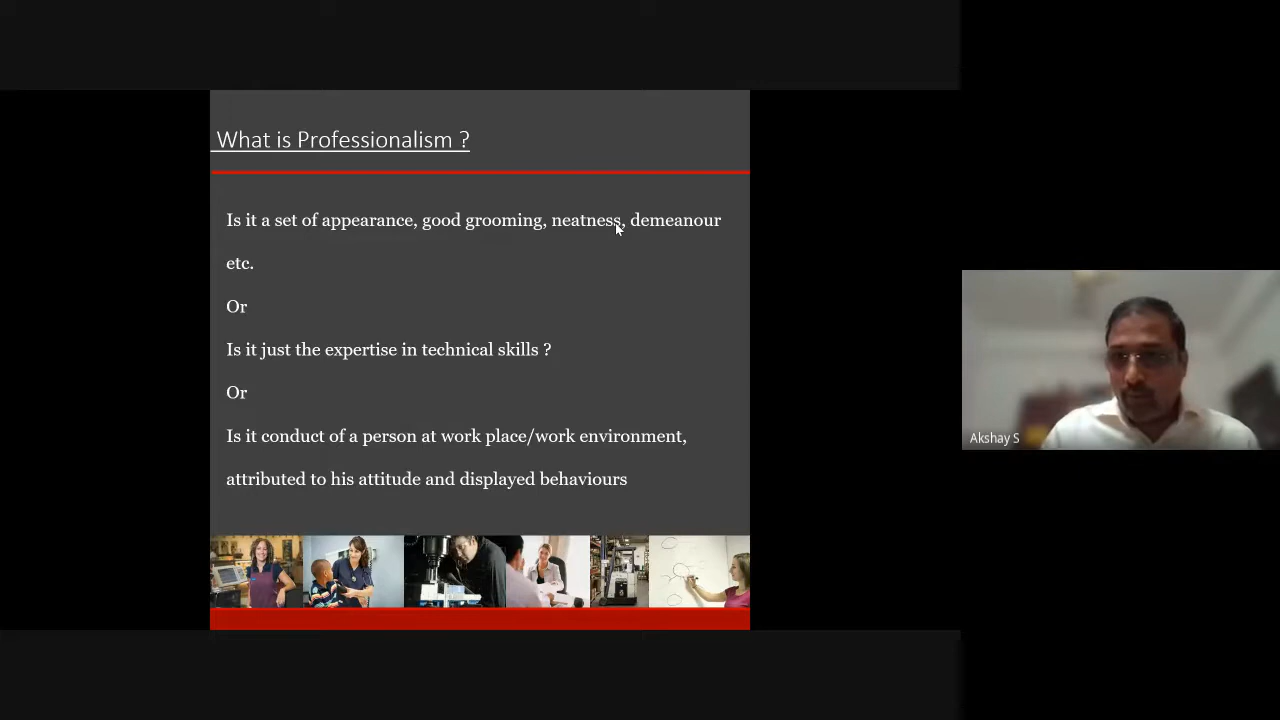 What is Professionalism ?
Is it a set of appearance, good grooming, neatness, demeanour
etc.
Or
Is it just the expertise in technical skills ?
Or
Is it conduct of a person at work place/work environment,
attributed to his attitude and displayed behaviours
Akshay S